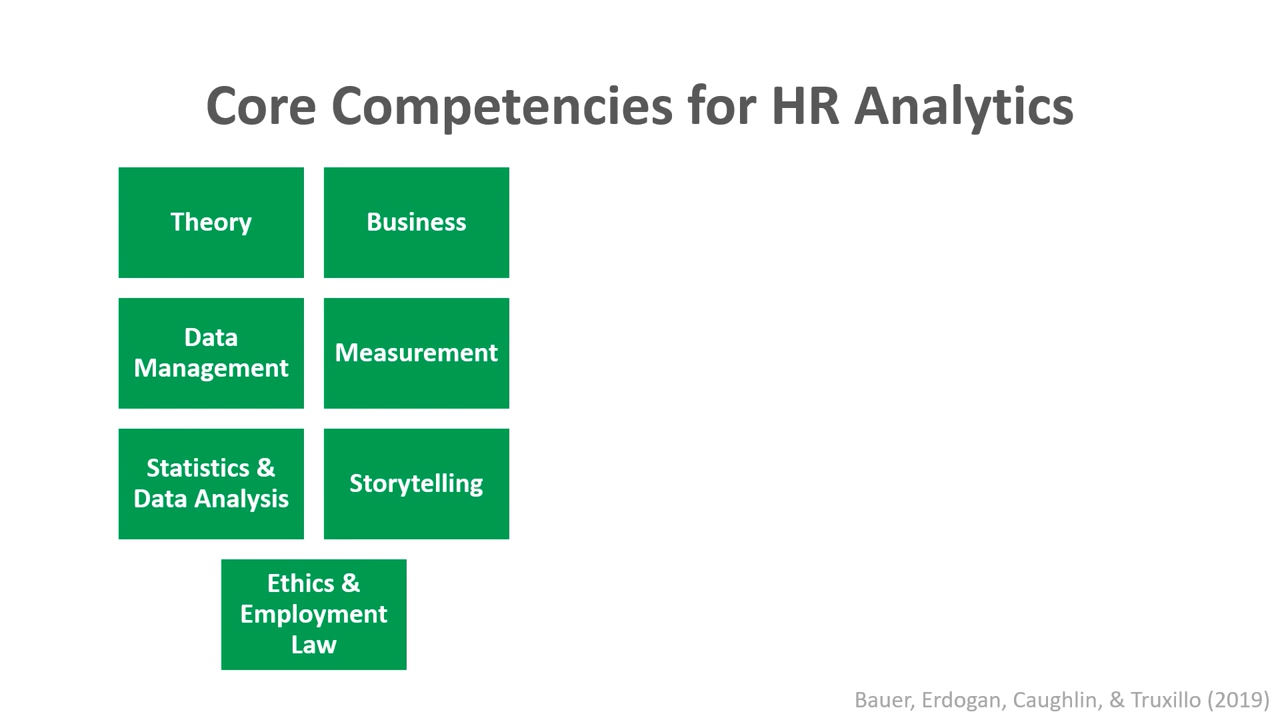 Core Competencies for HR Analytics
Theory
Business
Data
Management
Measurement
Statistics &
Data Analysis
Storytelling
Ethics &
Employment
Law
Bauer, Erdogan, Caughlin, & Truxillo (2019)